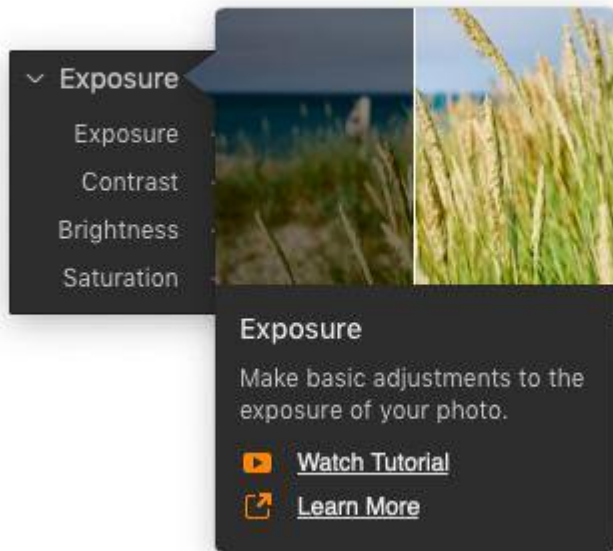 Exposure
Exposure
Contrast
Brightness
Saturation
Exposure
Make basic adjustments to the
exposure of your photo.
Watch Tutorial
Learn More